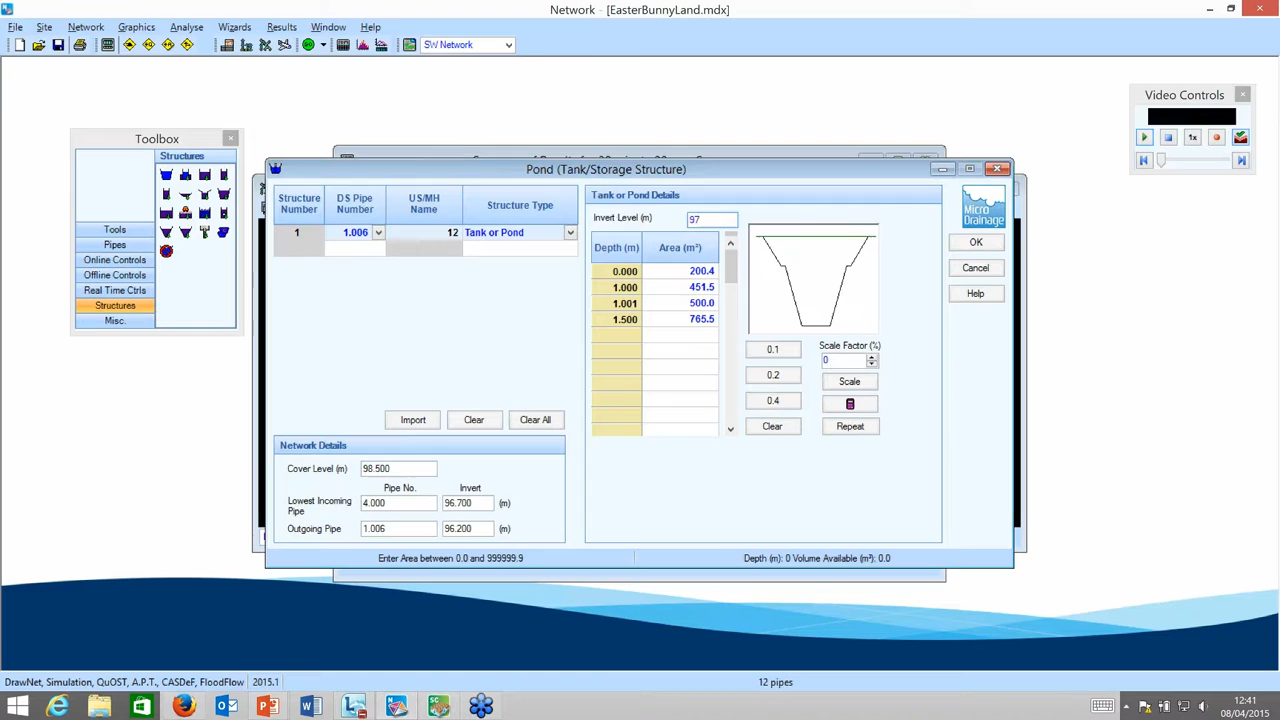 Network - [EasterBunnyLand.mdx]
File Site Network Graphics Analyse Wizards Results Window Help
SW Network
Video Controls
1x
Toolbox
Structures
Tools
Pipes
Online Controls
Offline Controls
Real Time Ctrls
Structures
Misc.
Pond (Tank/Storage Structure)
Structure Number
DS Pipe Number
US/MH Name
Structure Type
1 1.006 12 Tank or Pond
Import Clear Clear All
Network Details
Cover Level (m) 98.500
Pipe No. Invert
Lowest Incoming Pipe 4.000 96.700 (m)
Outgoing Pipe 1.006 96.200 (m)
Tank or Pond Details
Invert Level (m) 97
Depth (m) Area (m²)
0.000 200.4
1.000 451.5
1.001 500.0
1.500 765.5
0.1
0.2
0.4
Clear
Scale Factor (%)
0
Scale
Repeat
Micro Drainage
OK
Cancel
Help
Enter Area between 0.0 and 999999.9
Depth (m): 0 Volume Available (m³): 0.0
DrawNet, Simulation, QuOST, A.P.T., CASDeF, FloodFlow 2015.1 12 pipes
12:41
08/04/2015